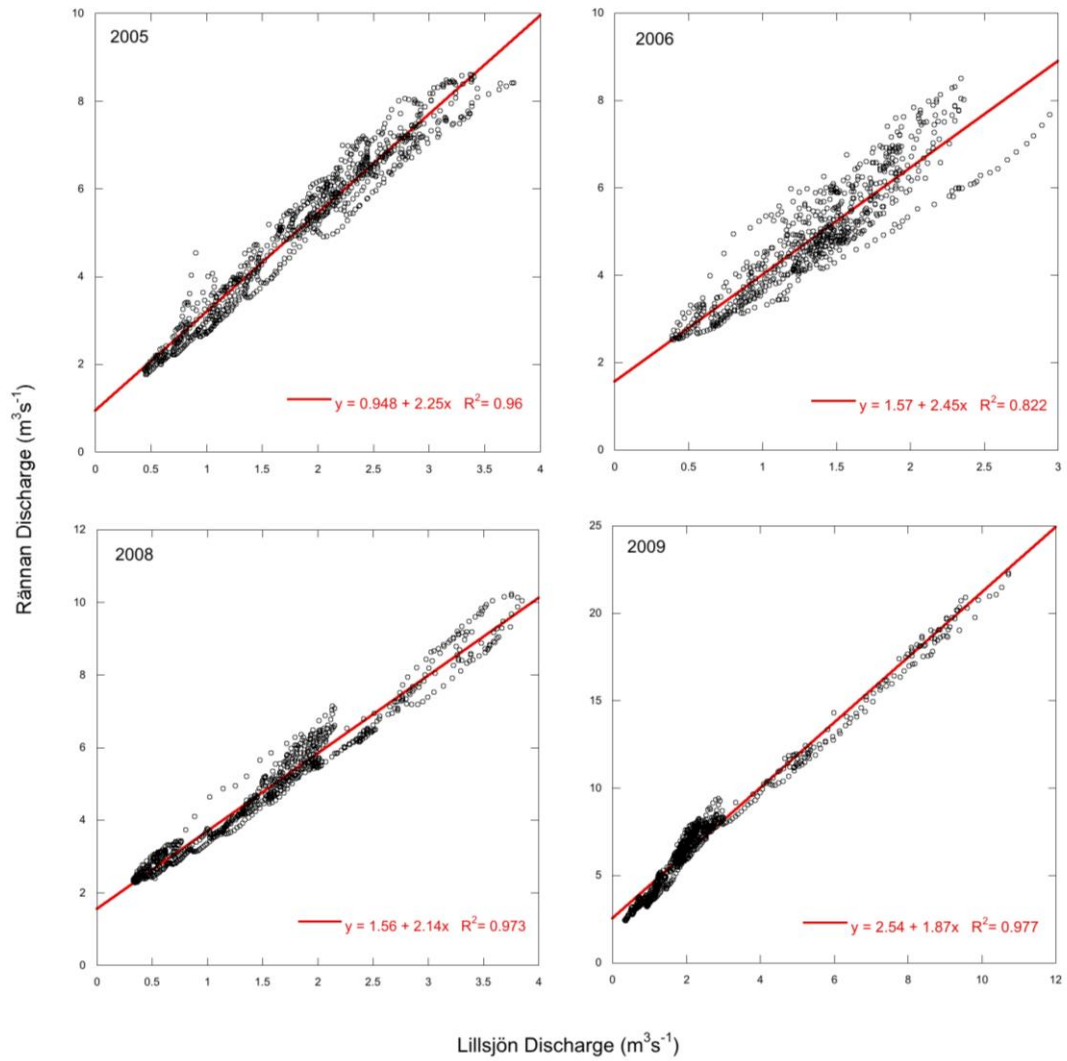 10
2005
8
6
4
2
0
y = 0.948 + 2.25x R²= 0.96
0 0.5 1 1.5 2 2.5 3 3.5 4
10
2006
8
6
4
2
0
y = 1.57 + 2.45x R²= 0.822
0 0.5 1 1.5 2 2.5 3
Rännan Discharge (m³s⁻¹)
12
2008
10
8
6
4
2
0
y = 1.56 + 2.14x R²= 0.973
0 0.5 1 1.5 2 2.5 3 3.5 4
25
2009
20
15
10
5
0
y = 2.54 + 1.87x R²= 0.977
0 2 4 6 8 10 12
Lillsjön Discharge (m³s⁻¹)